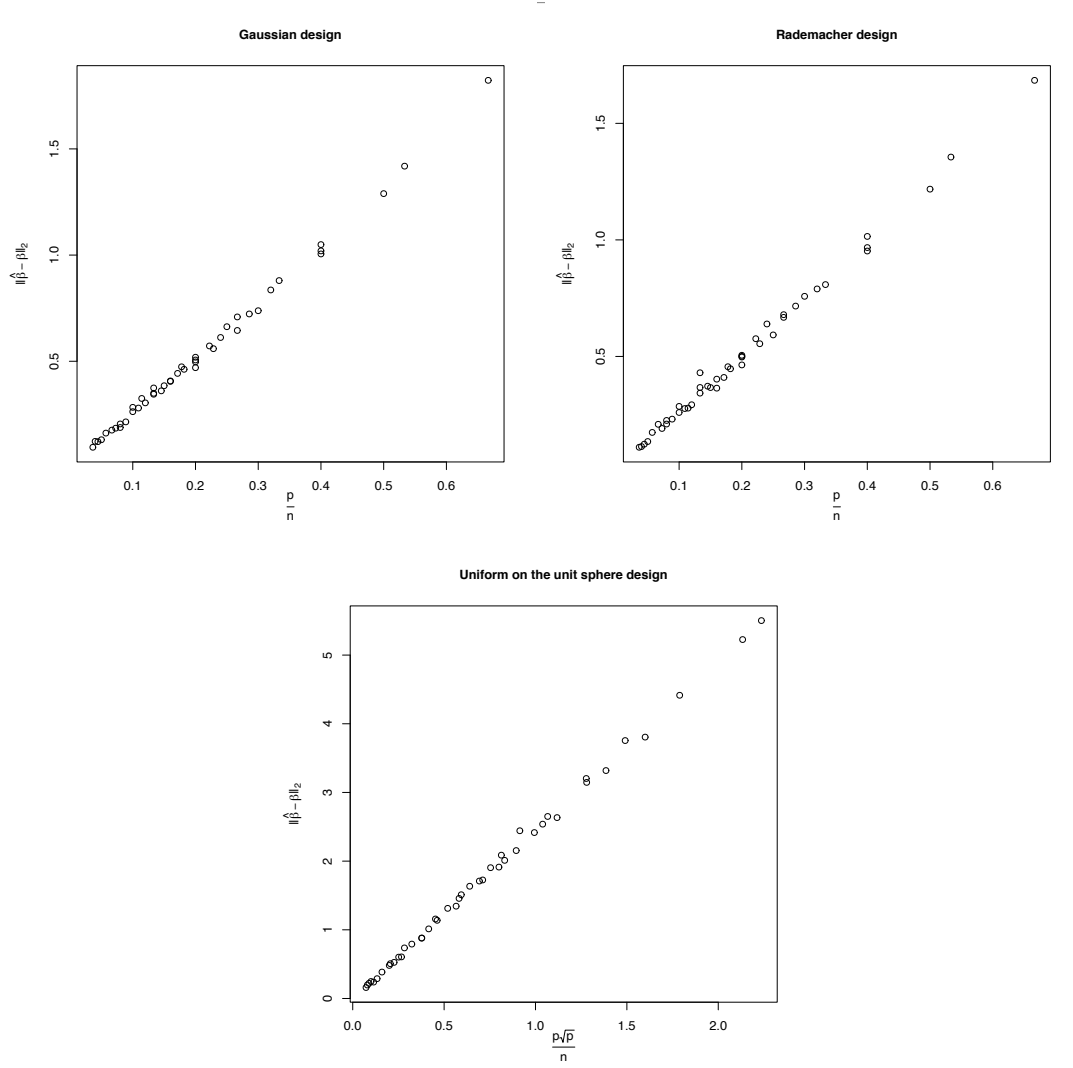 Gaussian design
‖β̂ − β‖₂
0.5 1.0 1.5
0.1 0.2 0.3 0.4 0.5 0.6
p
n
Rademacher design
‖β̂ − β‖₂
0.5 1.0 1.5
0.1 0.2 0.3 0.4 0.5 0.6
p
n
Uniform on the unit sphere design
‖β̂ − β‖₂
0 1 2 3 4 5
0.0 0.5 1.0 1.5 2.0
p√p
n